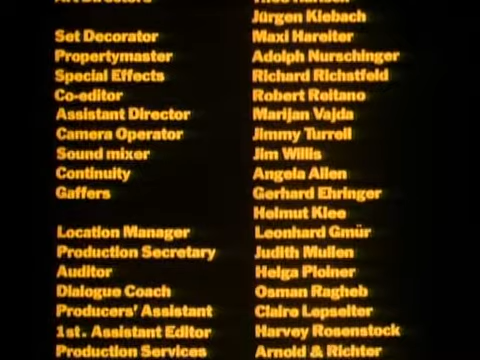 Jürgen Kiebach
Set Decorator Maxi Hareiter
Propertymaster Adolph Nurschinger
Special Effects Richard Richstfeld
Co-editor Robert Reitano
Assistant Director Marijan Vajda
Camera Operator Jimmy Turrell
Sound mixer Jim Willis
Continuity Angela Allen
Gaffers Gerhard Ehringer
Helmut Klee
Location Manager Leonhard Gmür
Production Secretary Judith Mullen
Auditor Helga Ploiner
Dialogue Coach Osman Ragheb
Producers' Assistant Claire Lepselter
1st. Assistant Editor Harvey Rosenstock
Production Services Arnold & Richter